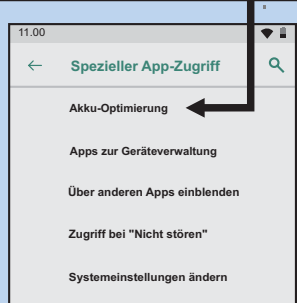 11.00
Spezieller App-Zugriff
Akku-Optimierung
Apps zur Geräteverwaltung
Über anderen Apps einblenden
Zugriff bei "Nicht stören"
Systemeinstellungen ändern